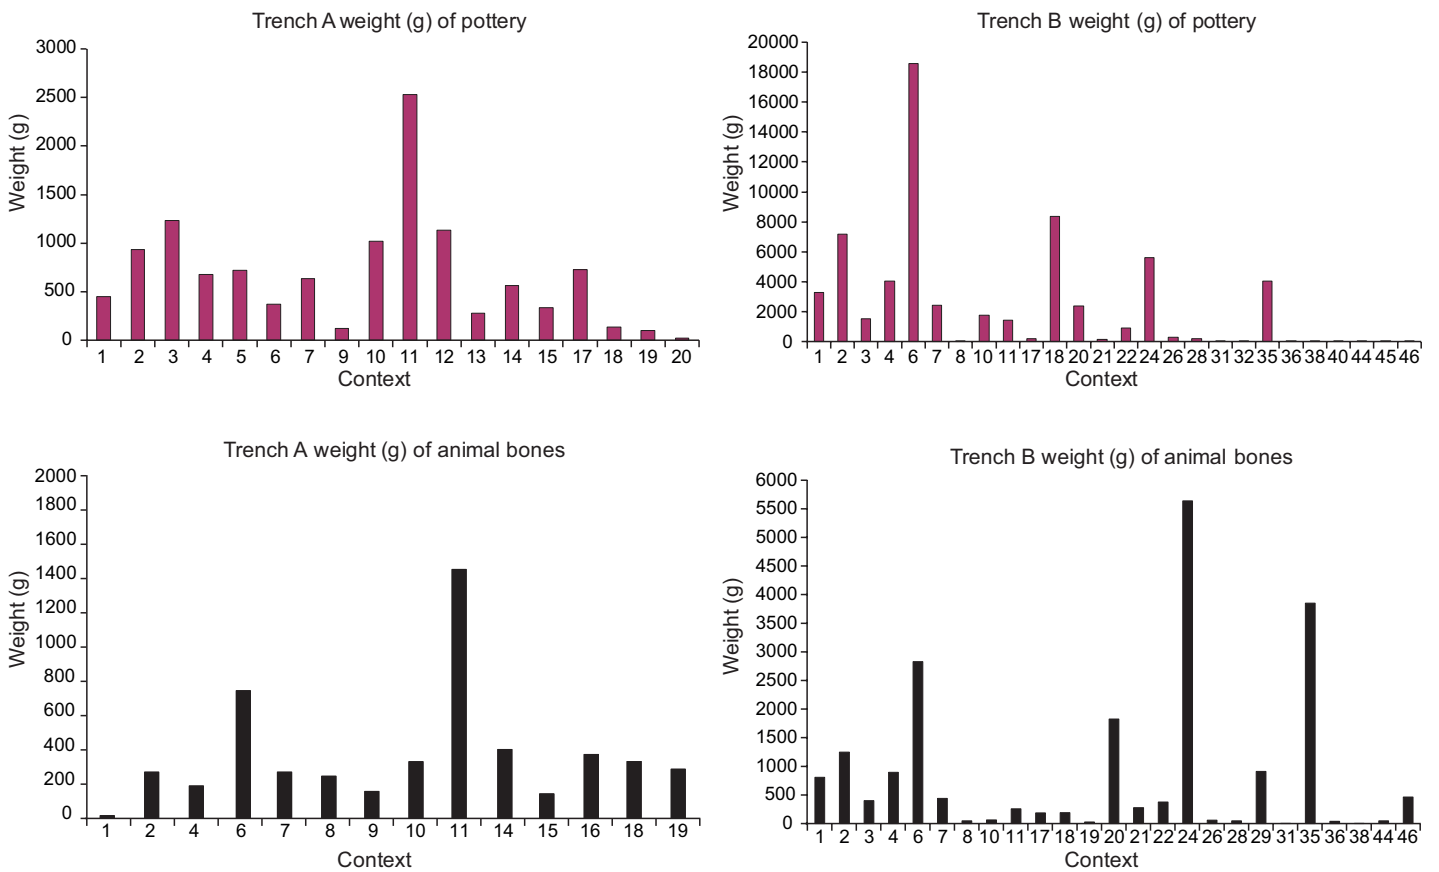 Trench A weight (g) of pottery
3000
2500
2000
1500
1000
500
0
Weight (g)
1 2 3 4 5 6 7 9 10 11 12 13 14 15 17 18 19 20
Context
Trench B weight (g) of pottery
20000
18000
16000
14000
12000
10000
8000
6000
4000
2000
0
Weight (g)
1 2 3 4 6 7 8 10 11 17 18 20 21 22 24 26 28 31 32 35 36 38 40 44 45 46
Context
Trench A weight (g) of animal bones
2000
1800
1600
1400
1200
1000
800
600
400
200
0
Weight (g)
1 2 4 6 7 8 9 10 11 14 15 16 18 19
Context
Trench B weight (g) of animal bones
6000
5500
5000
4500
4000
3500
3000
2500
2000
1500
1000
500
0
Weight (g)
1 2 3 4 6 7 8 10 11 17 18 19 20 21 22 24 26 28 29 31 35 36 38 44 46
Context